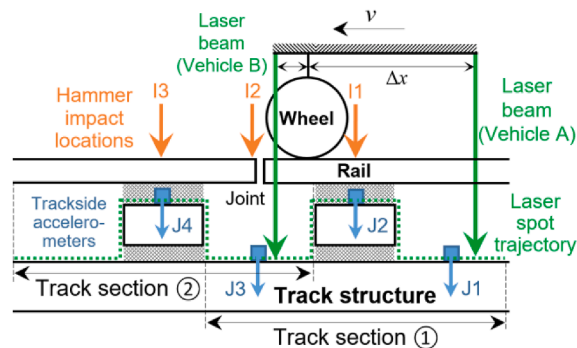 Laser
beam
(Vehicle B)
v
Δx
Hammer
impact
locations
I3
I2
I1
Wheel
Laser
beam
(Vehicle A)
Rail
Joint
Trackside
accelero-
meters
J4
J2
Laser
spot
trajectory
Track section ②
J3
Track structure
J1
Track section ①